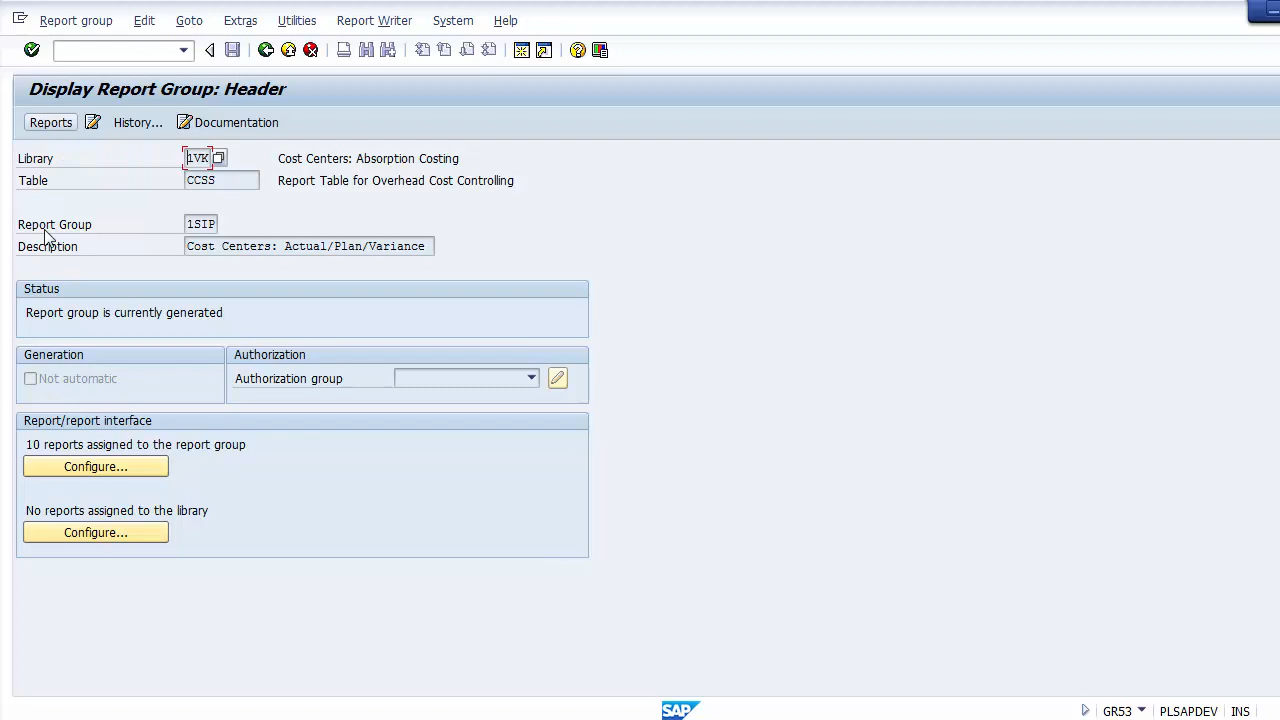 Report group Edit Goto Extras Utilities Report Writer System Help
Display Report Group: Header
Reports History... Documentation
Library 1VK Cost Centers: Absorption Costing
Table CCSS Report Table for Overhead Cost Controlling
Report Group 1SIP
Description Cost Centers: Actual/Plan/Variance
Status
Report group is currently generated
Generation Authorization
Not automatic Authorization group
Report/report interface
10 reports assigned to the report group
Configure...
No reports assigned to the library
Configure...
SAP GR53 PLSAPDEV INS